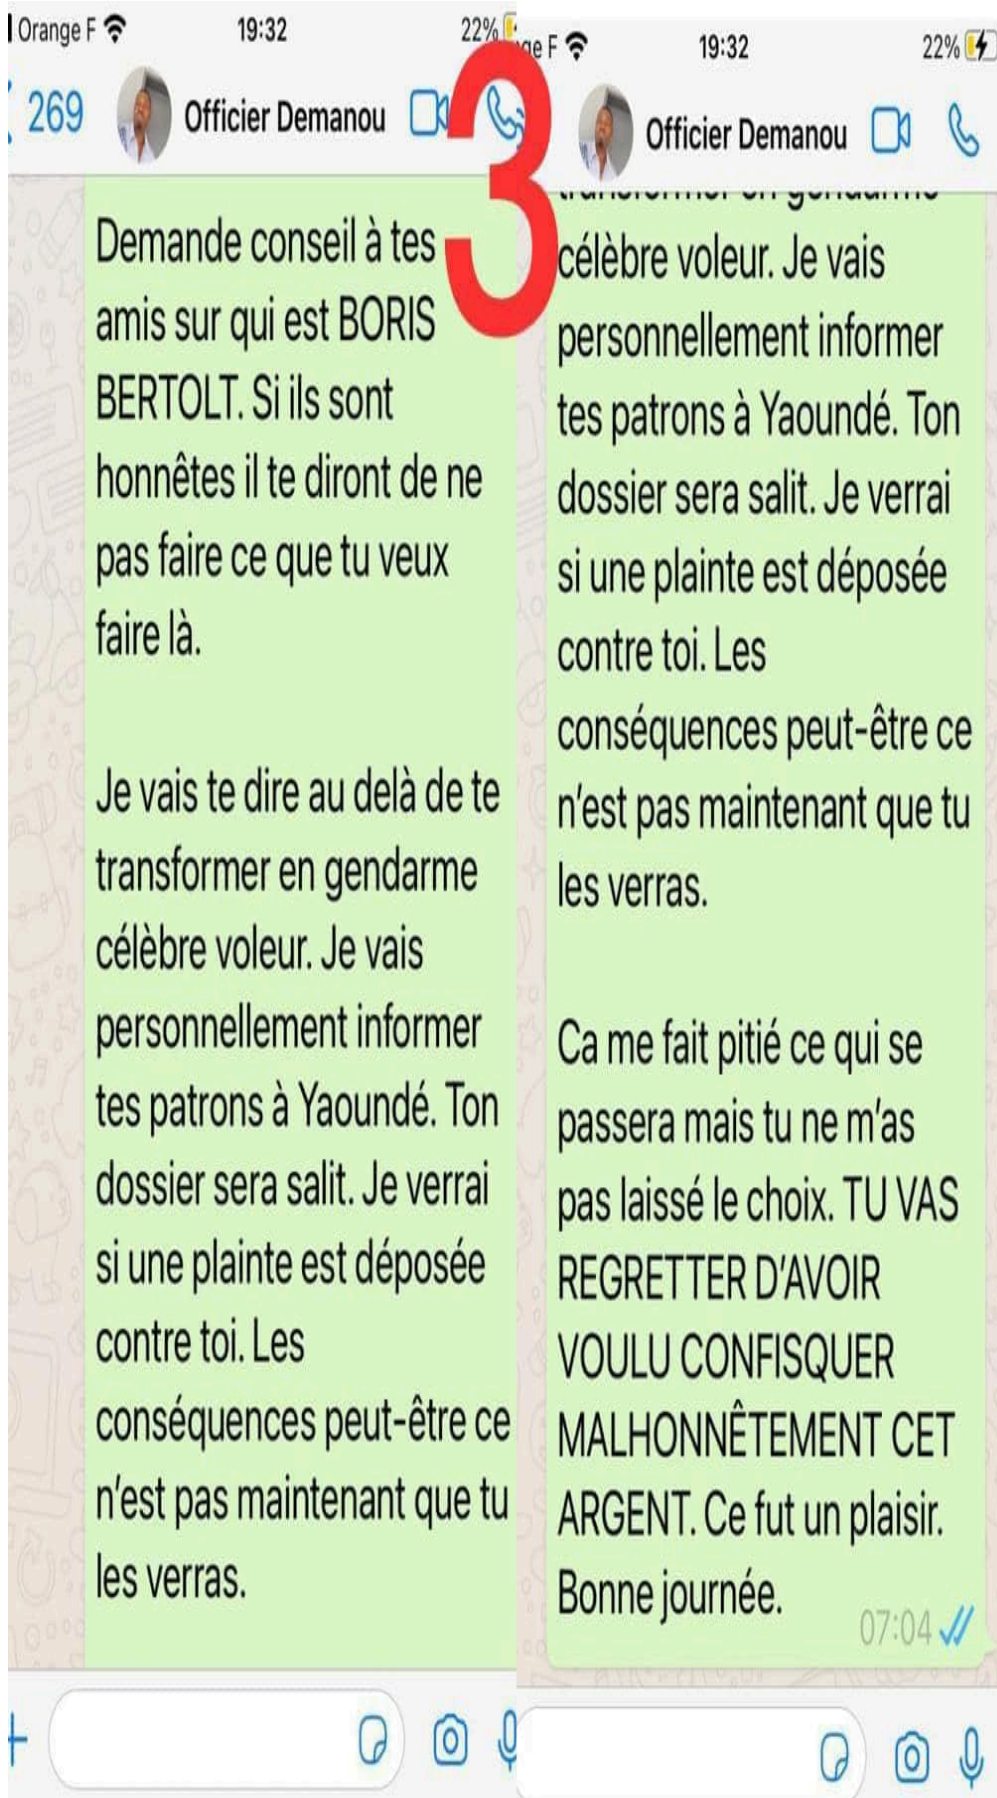 Orange F 19:32 22%
269 Officier Demanou
Demande conseil à tes
amis sur qui est BORIS
BERTOLT. Si ils sont
honnêtes il te diront de ne
pas faire ce que tu veux
faire là.
Je vais te dire au delà de te
transformer en gendarme
célèbre voleur. Je vais
personnellement informer
tes patrons à Yaoundé. Ton
dossier sera salit. Je verrai
si une plainte est déposée
contre toi. Les
conséquences peut-être ce
n'est pas maintenant que tu
les verras.
3
ge F 19:32 22%
Officier Demanou
transformer en gendarme
célèbre voleur. Je vais
personnellement informer
tes patrons à Yaoundé. Ton
dossier sera salit. Je verrai
si une plainte est déposée
contre toi. Les
conséquences peut-être ce
n'est pas maintenant que tu
les verras.
Ca me fait pitié ce qui se
passera mais tu ne m'as
pas laissé le choix. TU VAS
REGRETTER D'AVOIR
VOULU CONFISQUER
MALHONNÊTEMENT CET
ARGENT. Ce fut un plaisir.
Bonne journée.
07:04